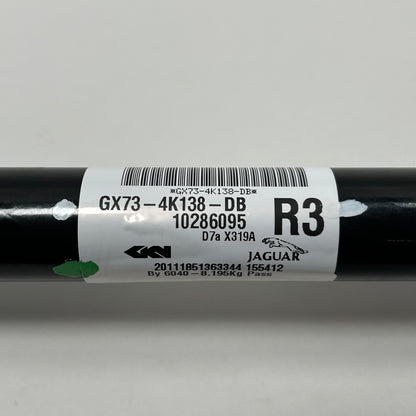 *GX73-4K138-DB*
GX73-4K138-DB
10286095
R3
D7a X319A
GKN
JAGUAR
20111851363344 155412
By 6040-8.195Kg Pass